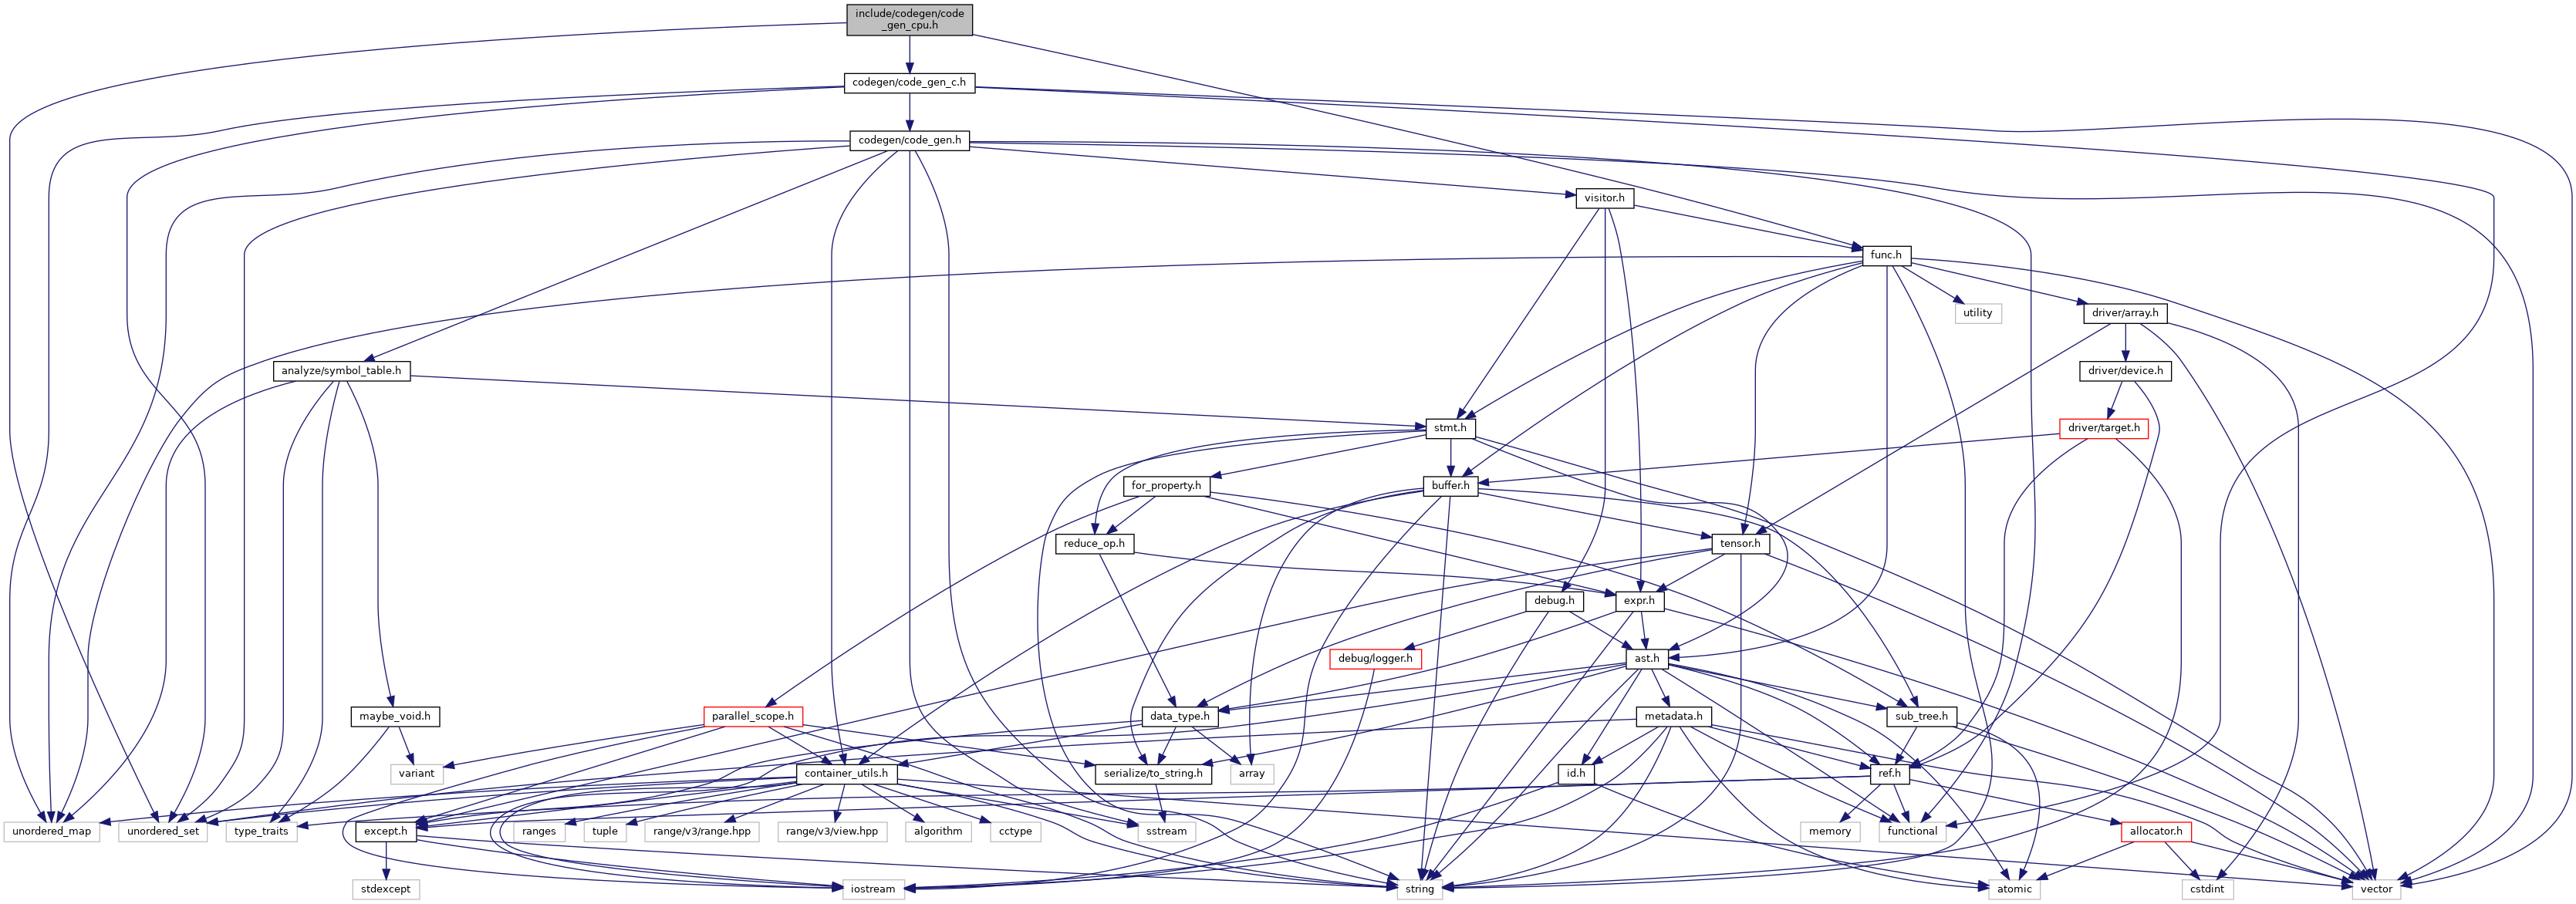 include/codegen/code
_gen_cpu.h
codegen/code_gen_c.h
codegen/code_gen.h
visitor.h
func.h
utility
driver/array.h
analyze/symbol_table.h
driver/device.h
stmt.h
driver/target.h
for_property.h
buffer.h
reduce_op.h
tensor.h
debug.h
expr.h
debug/logger.h
ast.h
maybe_void.h
parallel_scope.h
data_type.h
metadata.h
sub_tree.h
variant
container_utils.h
serialize/to_string.h
array
id.h
ref.h
unordered_map
unordered_set
type_traits
except.h
ranges
tuple
range/v3/range.hpp
range/v3/view.hpp
algorithm
cctype
sstream
memory
functional
allocator.h
stdexcept
iostream
string
atomic
cstdint
vector